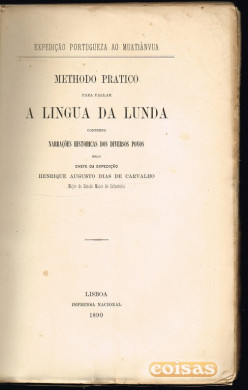 EXPEDIÇÃO PORTUGUEZA AO MUATIÂNVUA
METHODO PRATICO
PARA FALLAR
A LINGUA DA LUNDA
CONTENDO
NARRAÇÕES HISTORICAS DOS DIVERSOS POVOS
PELO
CHEFE DA EXPEDIÇÃO
HENRIQUE AUGUSTO DIAS DE CARVALHO
Major do Estado Maior de Infanteria
LISBOA
IMPRENSA NACIONAL
1890
coisas